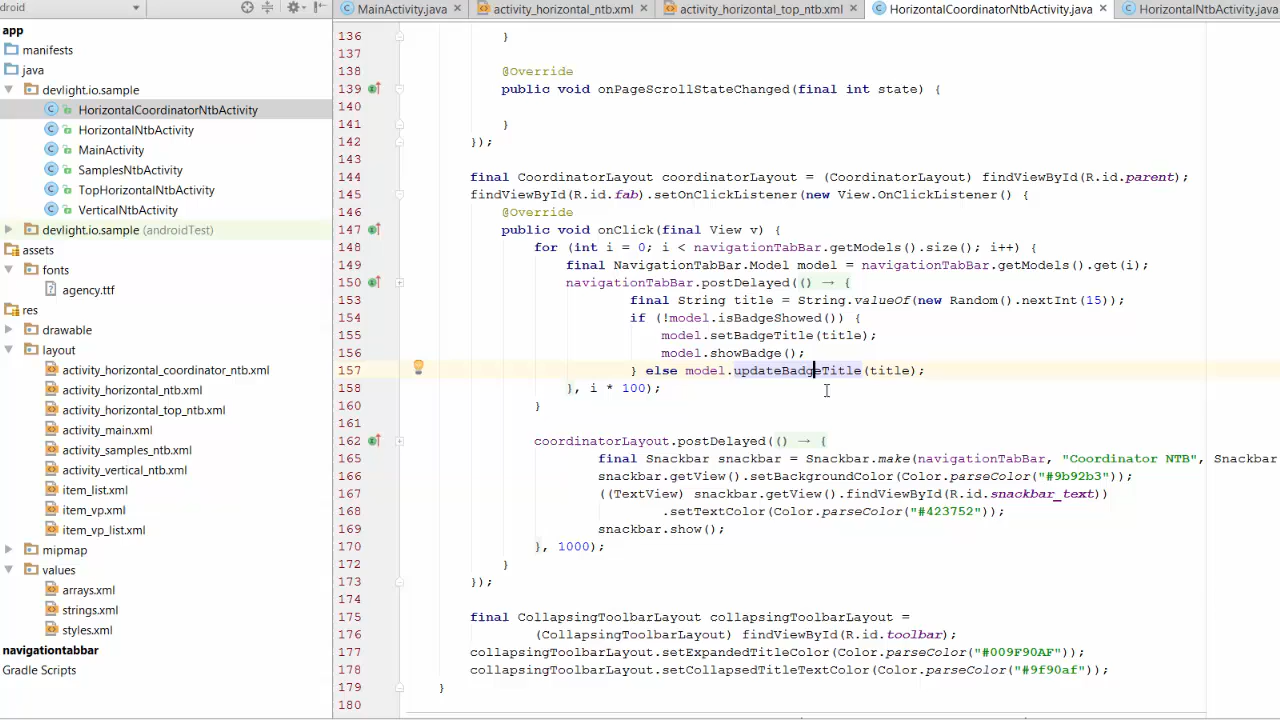 droid
MainActivity.java
activity_horizontal_ntb.xml
activity_horizontal_top_ntb.xml
HorizontalCoordinatorNtbActivity.java
HorizontalNtbActivity.java
app
manifests
java
devlight.io.sample
HorizontalCoordinatorNtbActivity
HorizontalNtbActivity
MainActivity
SamplesNtbActivity
TopHorizontalNtbActivity
VerticalNtbActivity
devlight.io.sample (androidTest)
assets
fonts
agency.ttf
res
drawable
layout
activity_horizontal_coordinator_ntb.xml
activity_horizontal_ntb.xml
activity_horizontal_top_ntb.xml
activity_main.xml
activity_samples_ntb.xml
activity_vertical_ntb.xml
item_list.xml
item_vp.xml
item_vp_list.xml
mipmap
values
arrays.xml
strings.xml
styles.xml
navigationtabbar
Gradle Scripts
136 }
137
138 @Override
139 public void onPageScrollStateChanged(final int state) {
140
141 }
142 });
143
144 final CoordinatorLayout coordinatorLayout = (CoordinatorLayout) findViewById(R.id.parent);
145 findViewById(R.id.fab).setOnClickListener(new View.OnClickListener() {
146 @Override
147 public void onClick(final View v) {
148 for (int i = 0; i < navigationTabBar.getModels().size(); i++) {
149 final NavigationTabBar.Model model = navigationTabBar.getModels().get(i);
150 navigationTabBar.postDelayed(() → {
153 final String title = String.valueOf(new Random().nextInt(15));
154 if (!model.isBadgeShowed()) {
155 model.setBadgeTitle(title);
156 model.showBadge();
157 } else model.updateBadgeTitle(title);
158 }, i * 100);
160 }
161
162 coordinatorLayout.postDelayed(() → {
165 final Snackbar snackbar = Snackbar.make(navigationTabBar, "Coordinator NTB", Snackbar
166 snackbar.getView().setBackgroundColor(Color.parseColor("#9b92b3"));
167 ((TextView) snackbar.getView().findViewById(R.id.snackbar_text))
168 .setTextColor(Color.parseColor("#423752"));
169 snackbar.show();
170 }, 1000);
172 }
173 });
174
175 final CollapsingToolbarLayout collapsingToolbarLayout =
176 (CollapsingToolbarLayout) findViewById(R.id.toolbar);
177 collapsingToolbarLayout.setExpandedTitleColor(Color.parseColor("#009F90AF"));
178 collapsingToolbarLayout.setCollapsedTitleTextColor(Color.parseColor("#9f90af"));
179 }
180